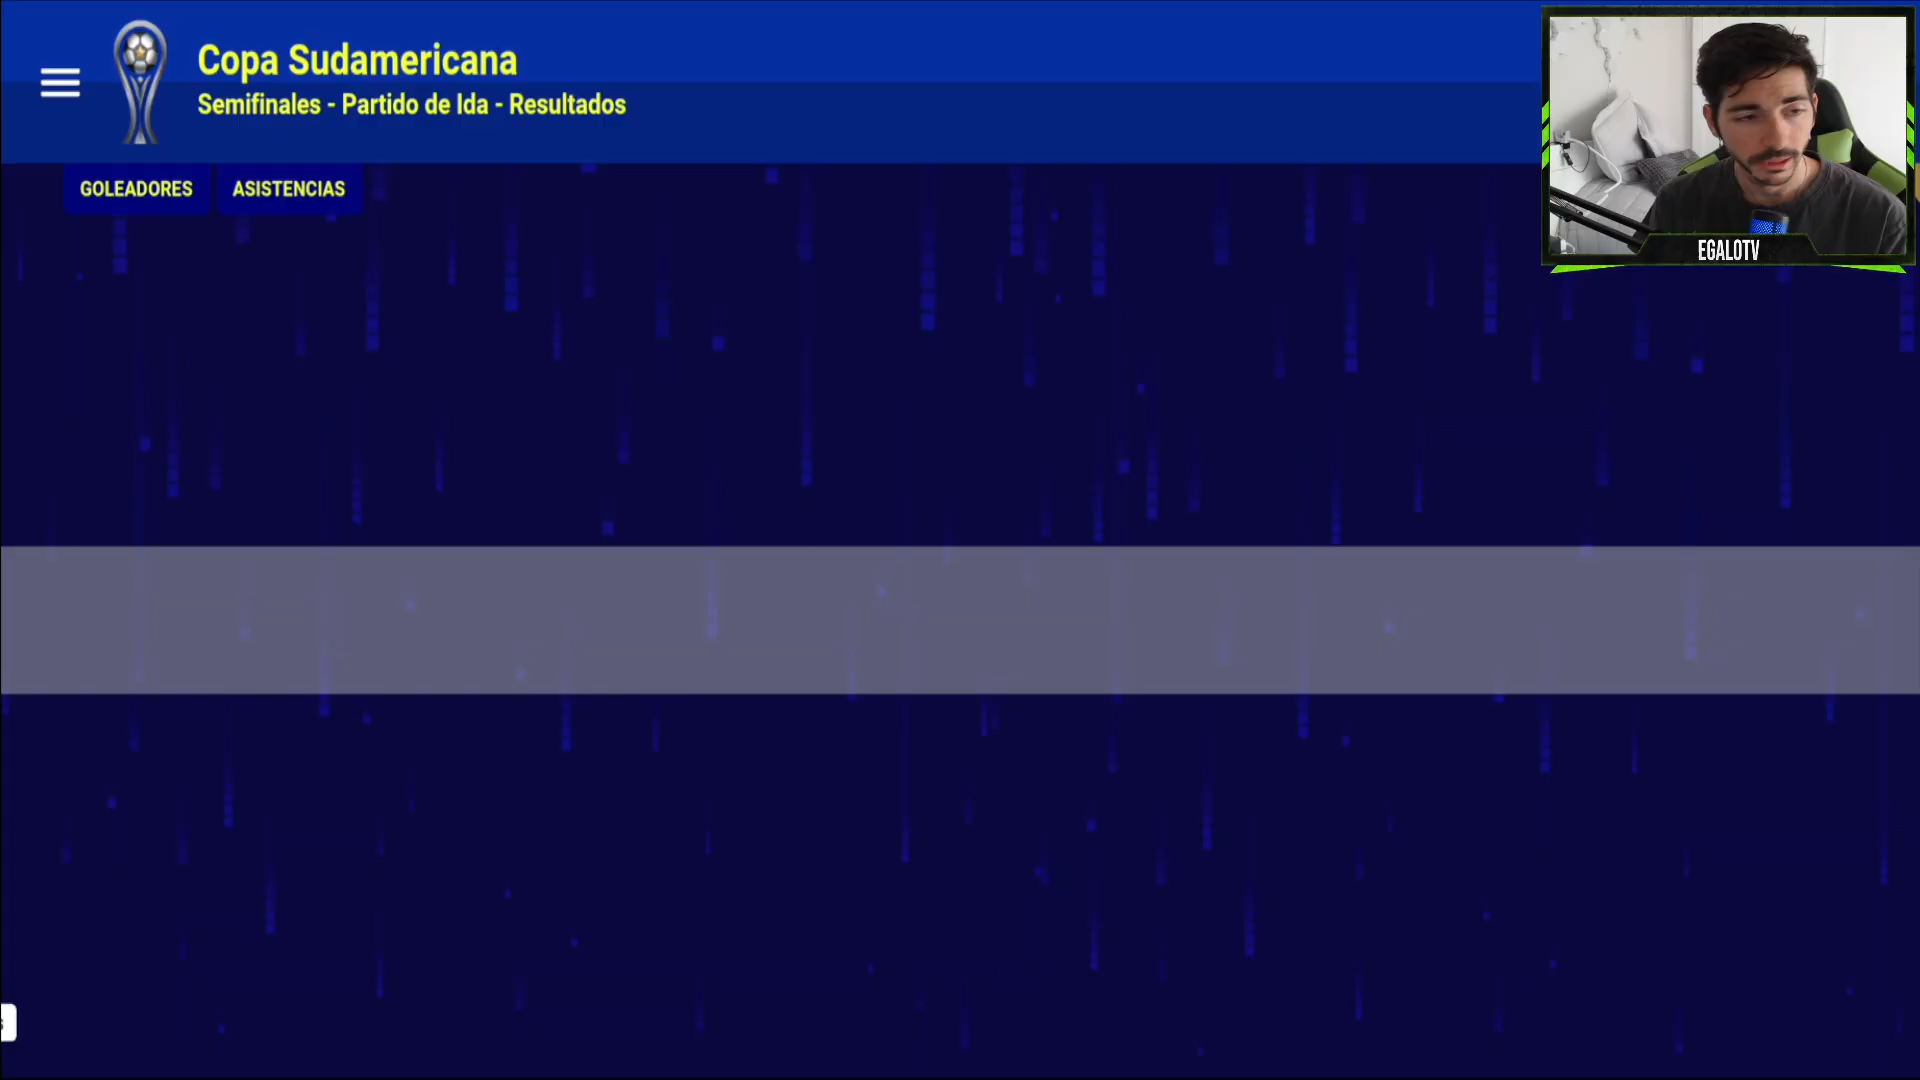 Copa Sudamericana
Semifinales - Partido de Ida - Resultados
GOLEADORES
ASISTENCIAS
EGALOTV